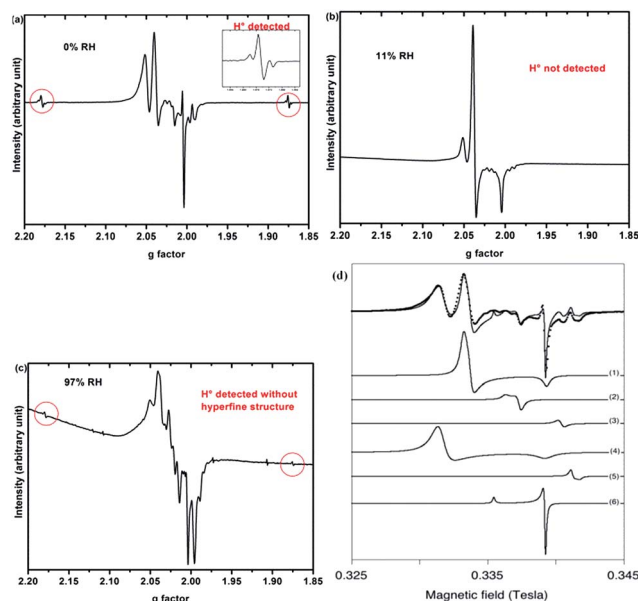 (a)
0% RH
H° detected
Intensity (arbitrary unit)
2.20 2.15 2.10 2.05 2.00 1.95 1.90 1.85
g factor
(b)
11% RH
H° not detected
Intensity (arbitrary unit)
2.20 2.15 2.10 2.05 2.00 1.95 1.90 1.85
g factor
(c)
97% RH
H° detected without
hyperfine structure
Intensity (arbitrary unit)
2.20 2.15 2.10 2.05 2.00 1.95 1.90 1.85
g factor
(d)
(1)
(2)
(3)
(4)
(5)
(6)
0.325 0.335 0.345
Magnetic field (Tesla)